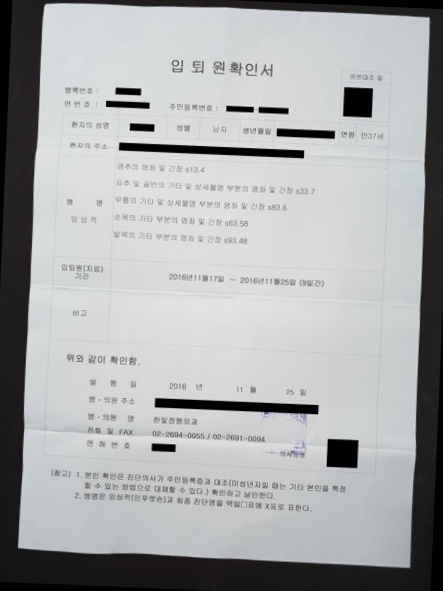 입 퇴 원확인서
원본대조 필
병록번호 :
연 번 호 :
주민등록번호 : -
환자의 성명 성별 남자 생년월일 연령 만37세
환자의 주소
병 명
임상적
경추의 염좌 및 긴장 s13.4
요추 및 골반의 기타 및 상세불명 부분의 염좌 및 긴장 s33.7
무릎의 기타 및 상세불명 부분의 염좌 및 긴장 s83.6
손목의 기타 부분의 염좌 및 긴장 s63.58
발목의 기타 부분의 염좌 및 긴장 s93.48
입퇴원(치료)
기간
2016년11월17일 ~ 2016년11월25일 (9일간)
비고
위와 같이 확인함.
발 행 일 2016 년 11 월 25 일
병·의원 주소
병·의원 명 한빛정형외과
전화 및 FAX 02-2694-0055 / 02-2691-0094
면 허 번 호 의사성명
(참고) 1. 본인 확인은 진단의사가 주민등록증과 대조(미성년자일 때는 기타 본인을 특정
할 수 있는 방법으로 대체할 수 있다.) 확인하고 날인한다.
2. 병명은 임상적(인푸렛슨)과 최종 진단명을 택일□표에 X표로 표한다.